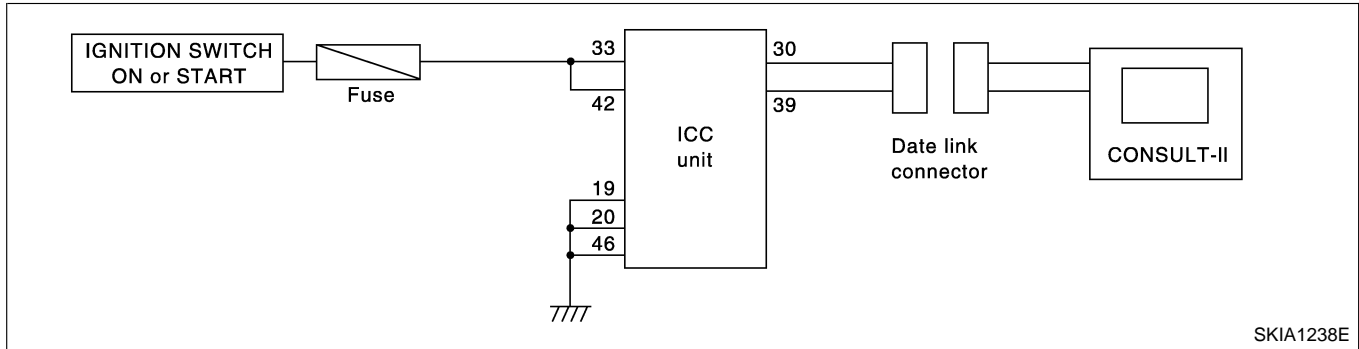 IGNITION SWITCH
ON or START
Fuse
33
42
19
20
46
ICC
unit
30
39
Date link
connector
CONSULT-II
SKIA1238E